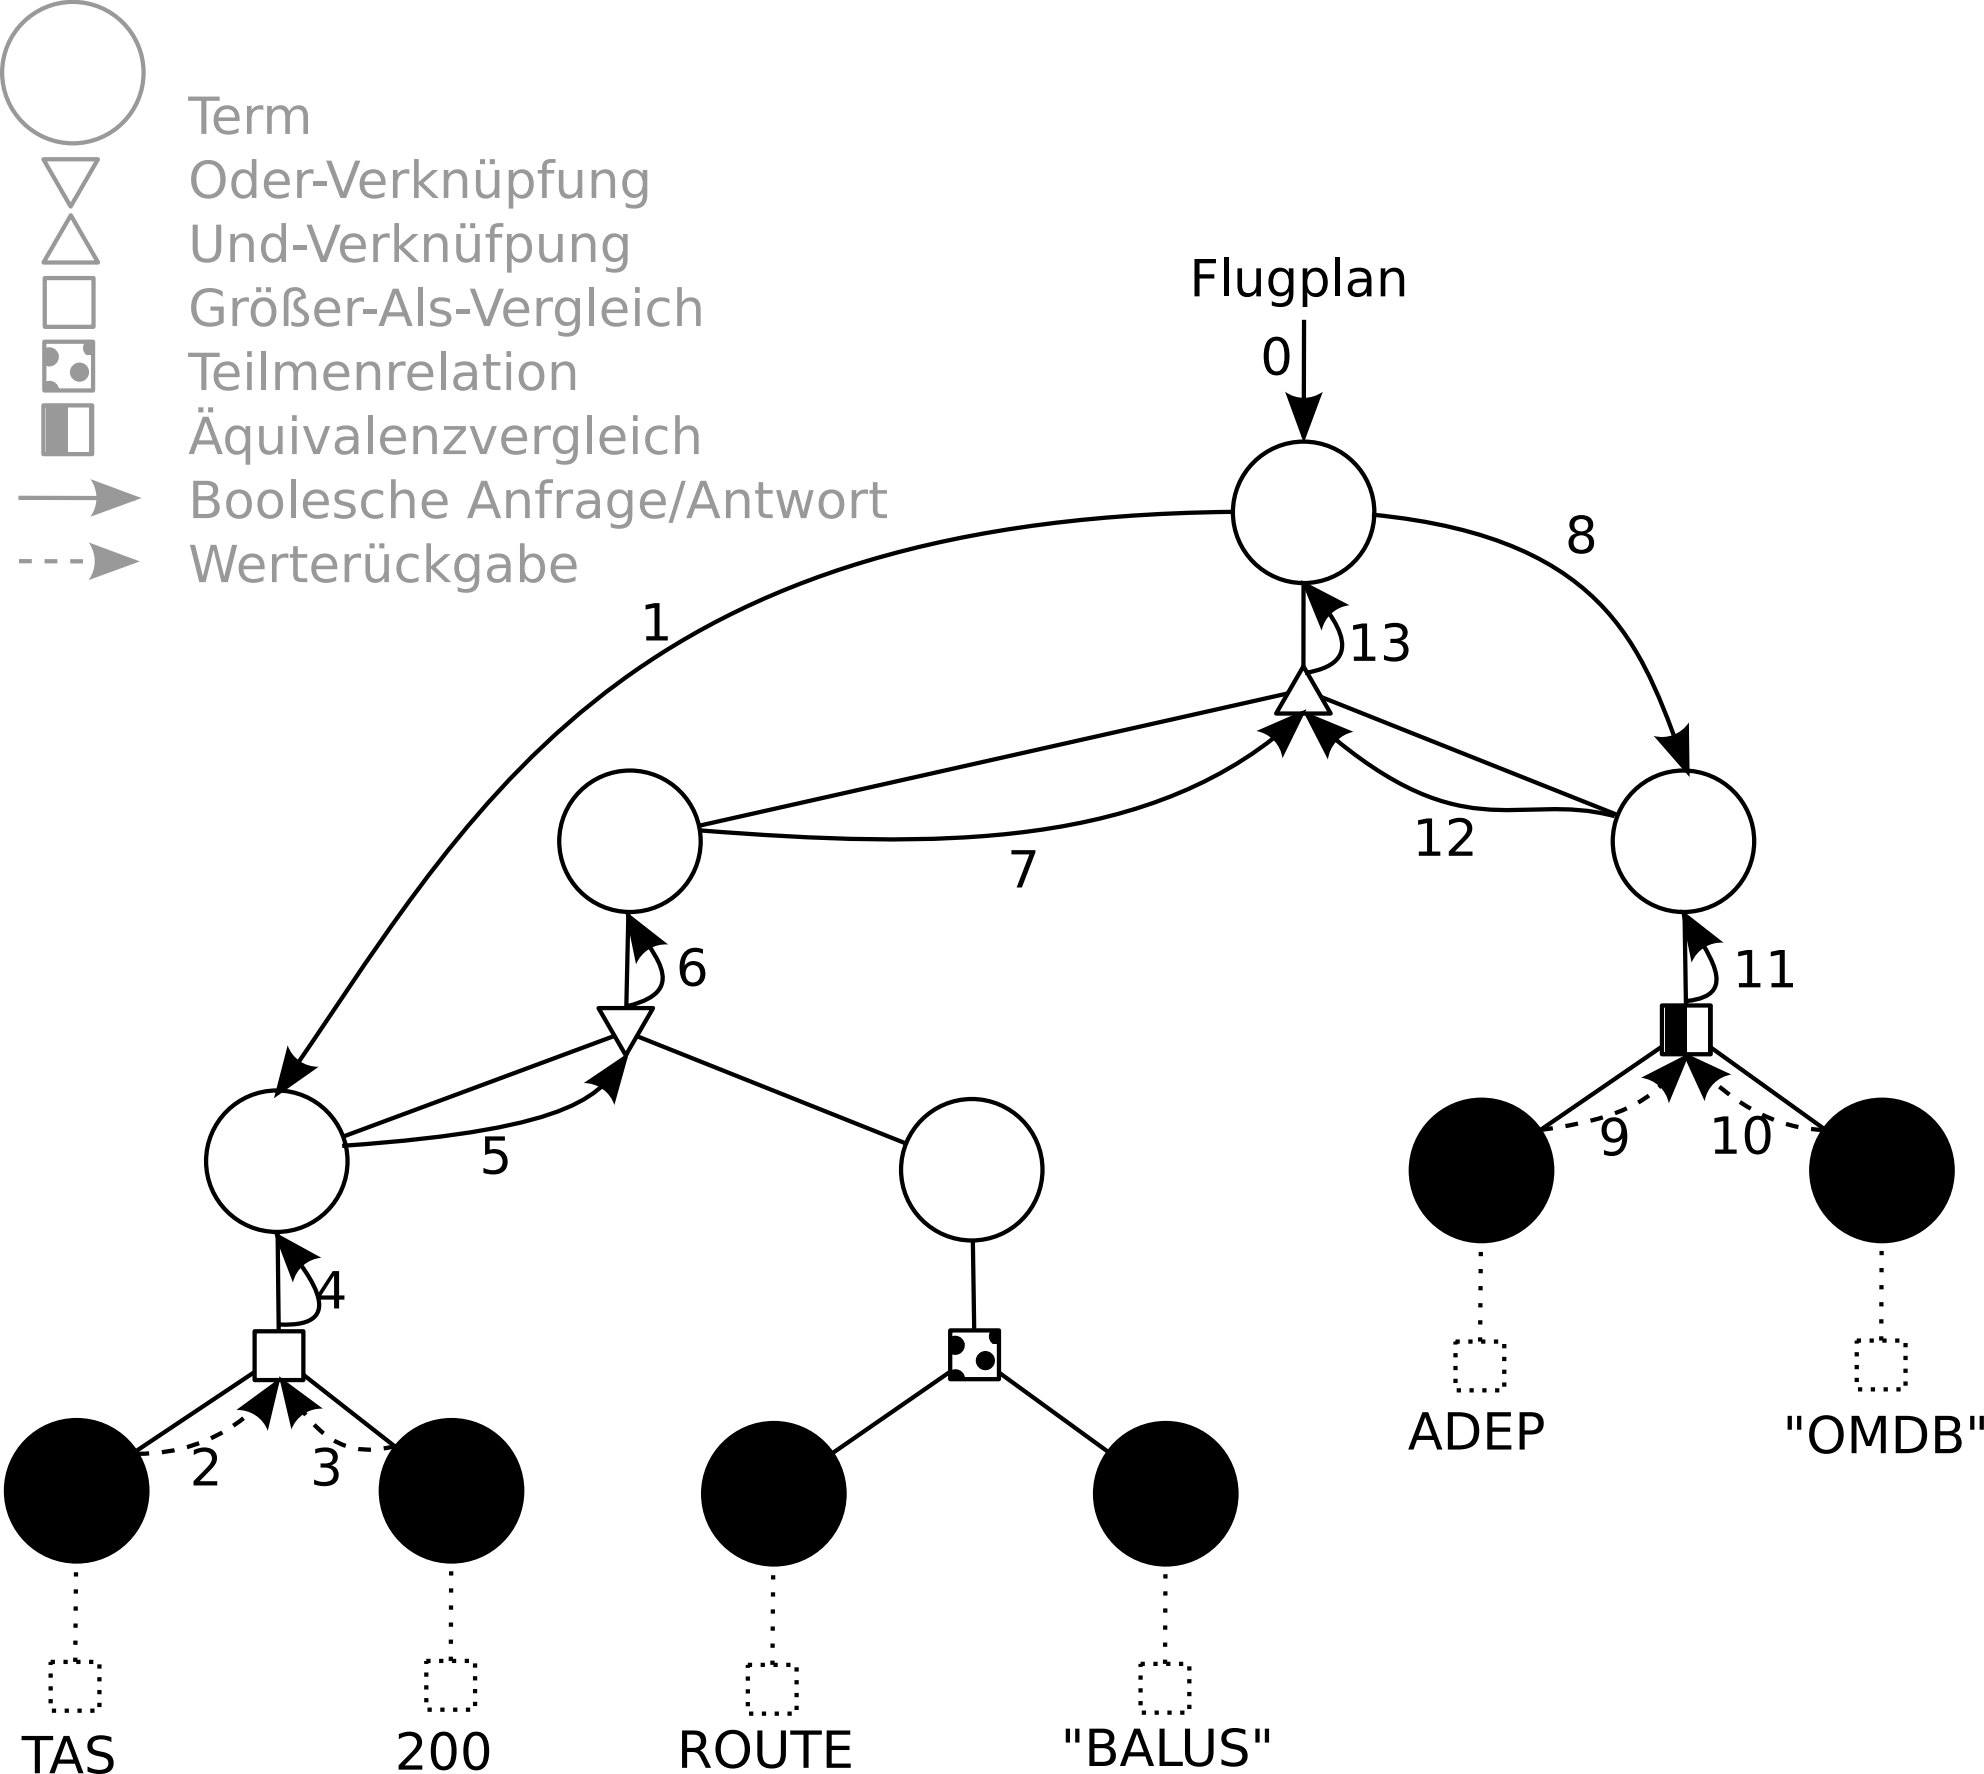 Term
Oder-Verknüpfung
Und-Verknüfpung
Größer-Als-Vergleich
Teilmenrelation
Äquivalenzvergleich
Boolesche Anfrage/Antwort
Werterückgabe
Flugplan
0
8
1
13
12
7
6
11
5
9
10
4
2
3
ADEP
"OMDB"
TAS
200
ROUTE
"BALUS"